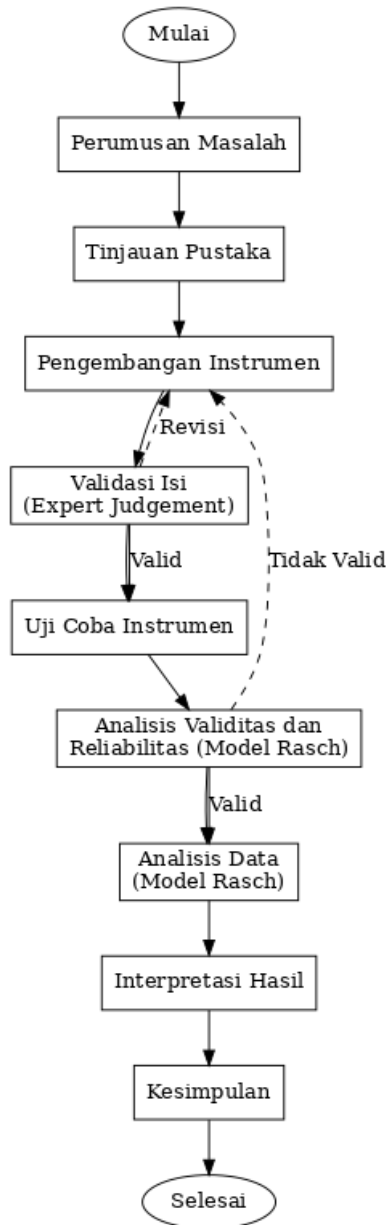 Mulai
Perumusan Masalah
Tinjauan Pustaka
Pengembangan Instrumen
Revisi
Validasi Isi
(Expert Judgement)
Valid
Tidak Valid
Uji Coba Instrumen
Analisis Validitas dan
Reliabilitas (Model Rasch)
Valid
Analisis Data
(Model Rasch)
Interpretasi Hasil
Kesimpulan
Selesai